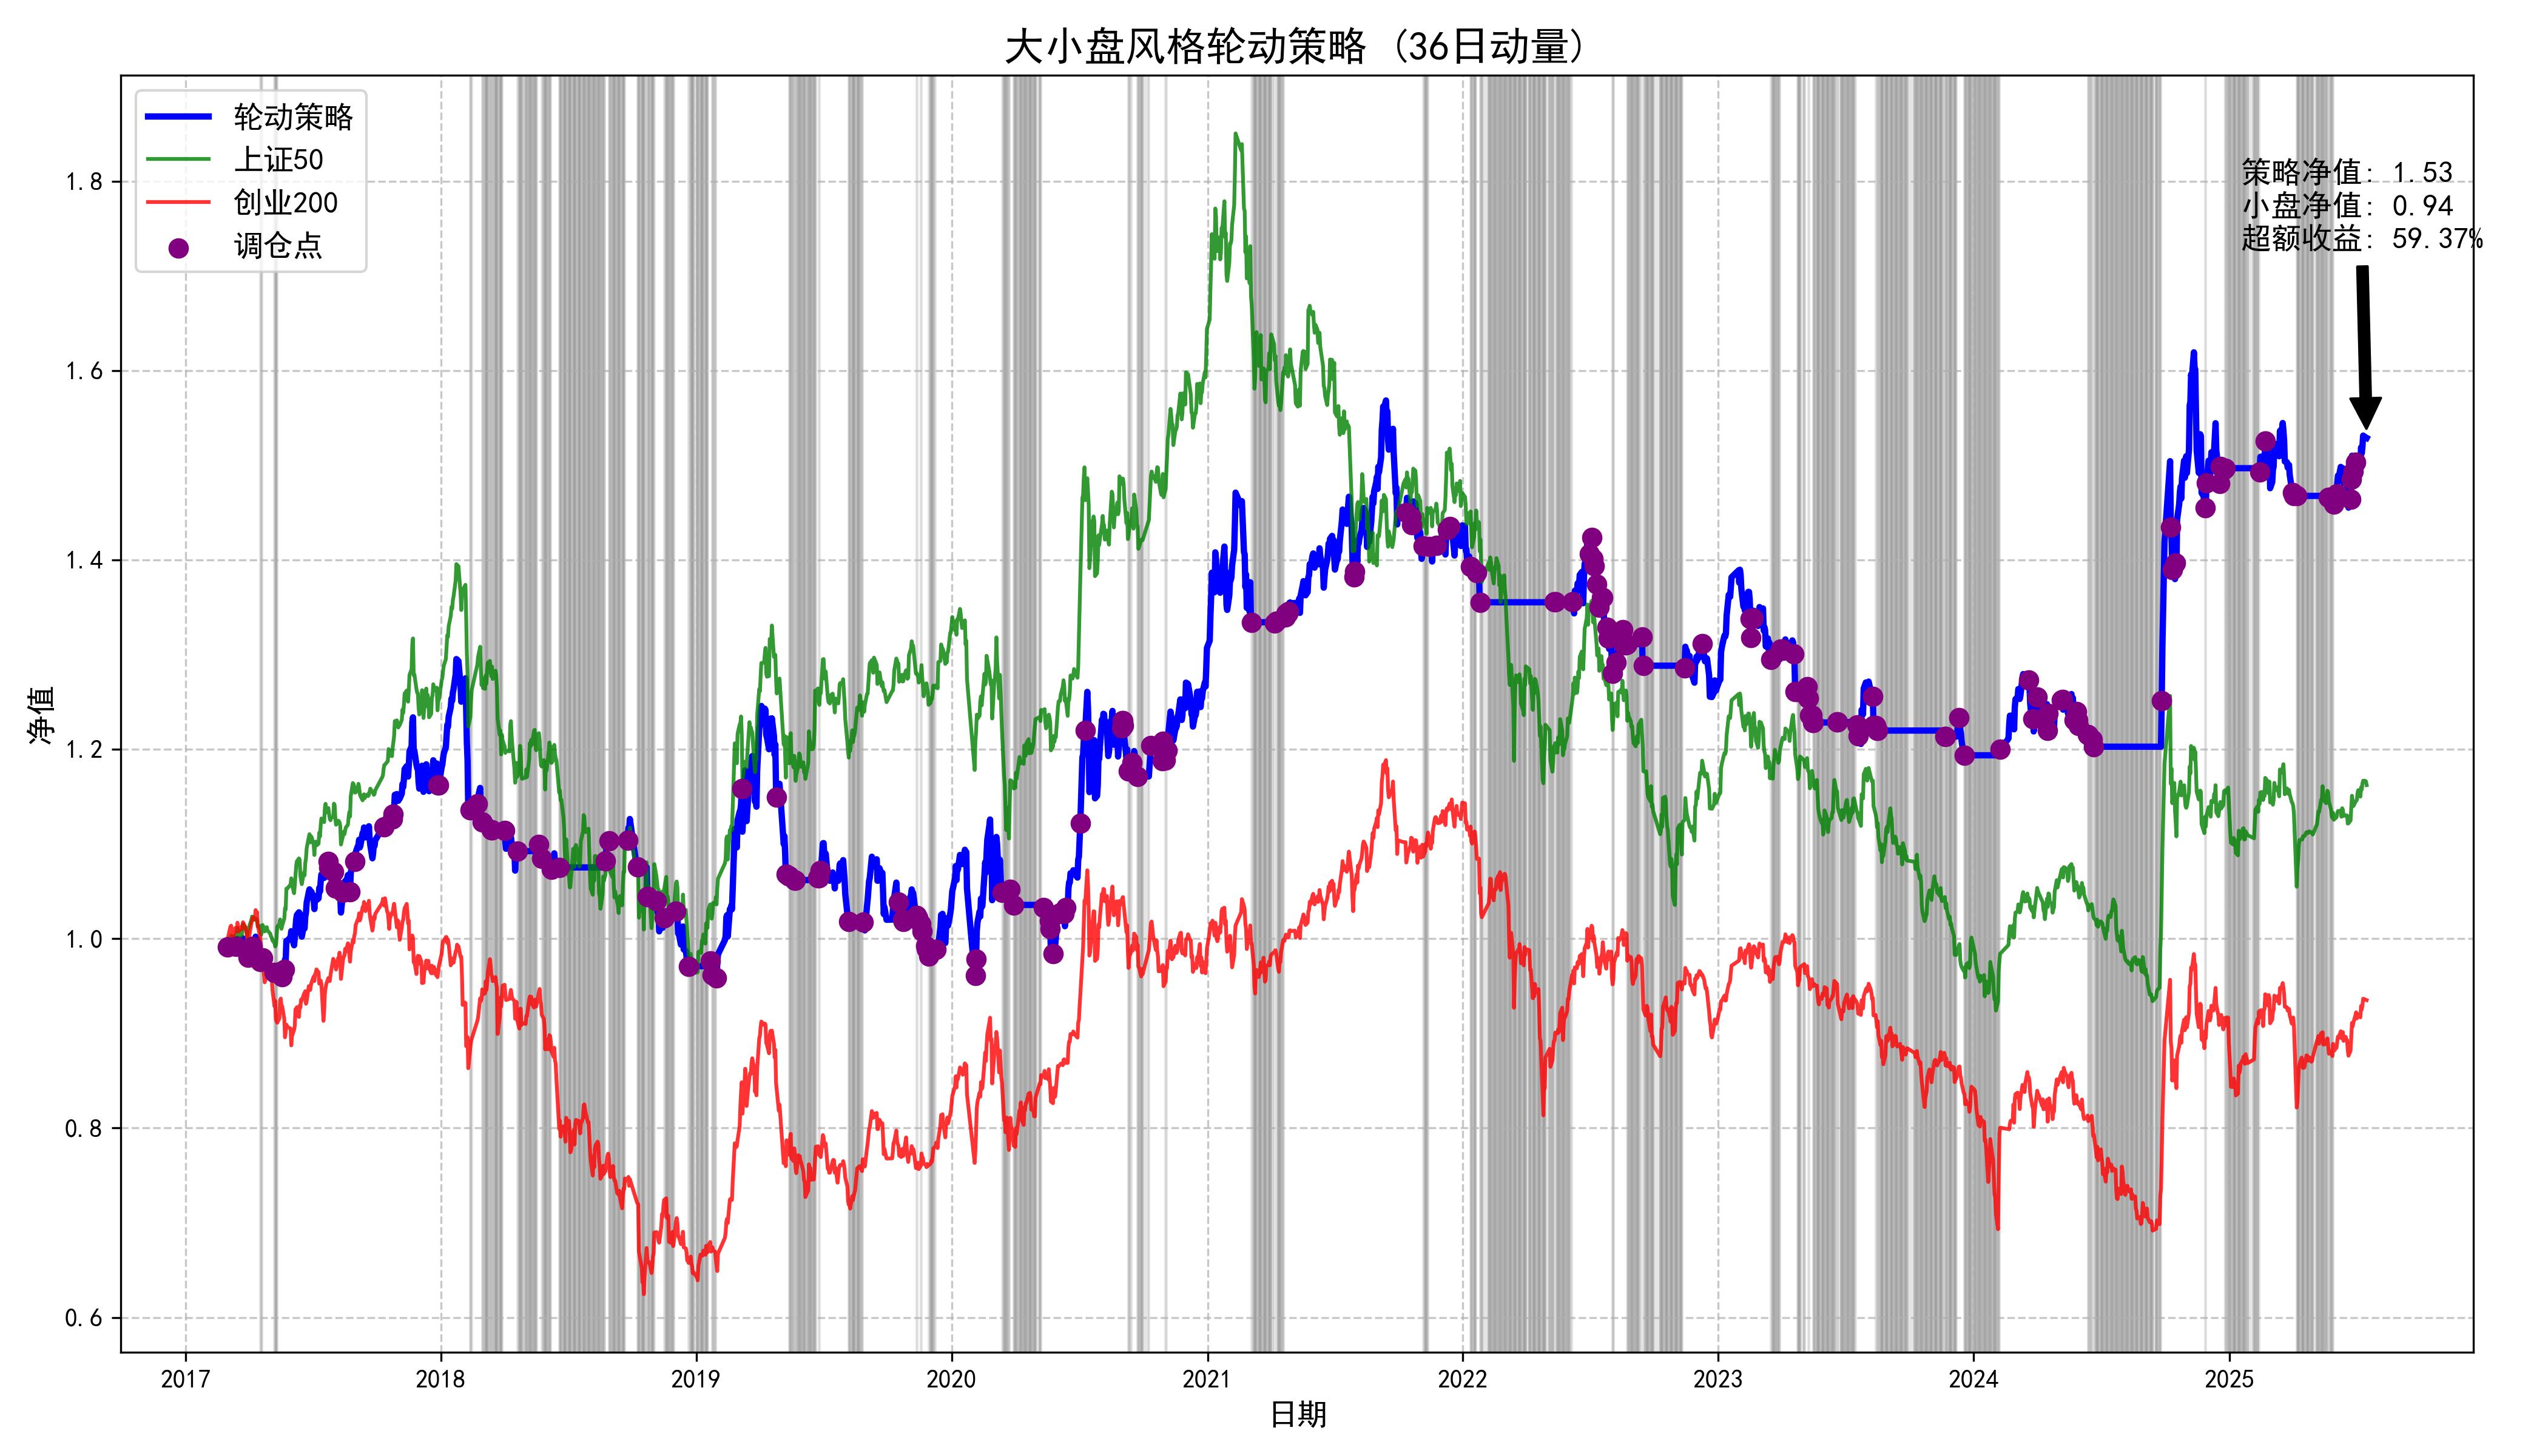 大小盘风格轮动策略 (36日动量)
轮动策略
上证50
创业200
调仓点
策略净值: 1.53
小盘净值: 0.94
超额收益: 59.37%
净值
1.8
1.6
1.4
1.2
1.0
0.8
0.6
2017
2018
2019
2020
2021
2022
2023
2024
2025
日期